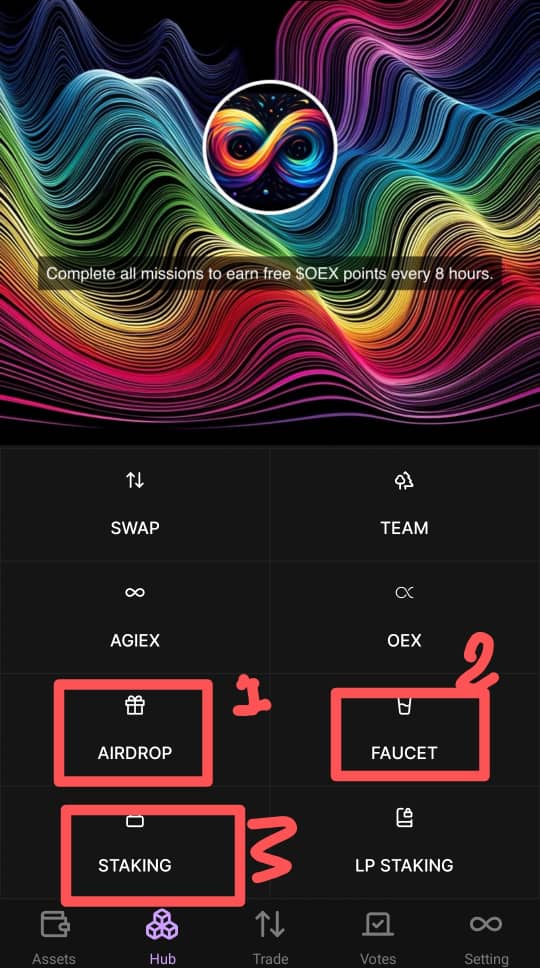 Complete all missions to earn free $OEX points every 8 hours.
SWAP
TEAM
AGIEX
OEX
1
2
AIRDROP
FAUCET
3
STAKING
LP STAKING
Assets
Hub
Trade
Votes
Setting